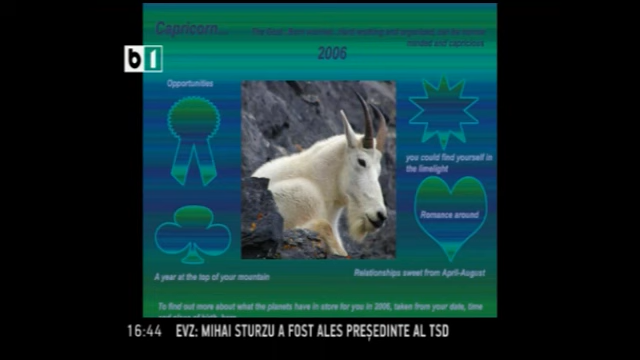 Capricorn...
2006
b1
Opportunities
you could find yourself in
the limelight
Romance around
A year at the top of your mountain
Relationships sweet from April-August
To find out more about what the planets have in store for you in 2006, taken from your date, time
16:44 EVZ: MIHAI STURZU A FOST ALES PREȘEDINTE AL TSD